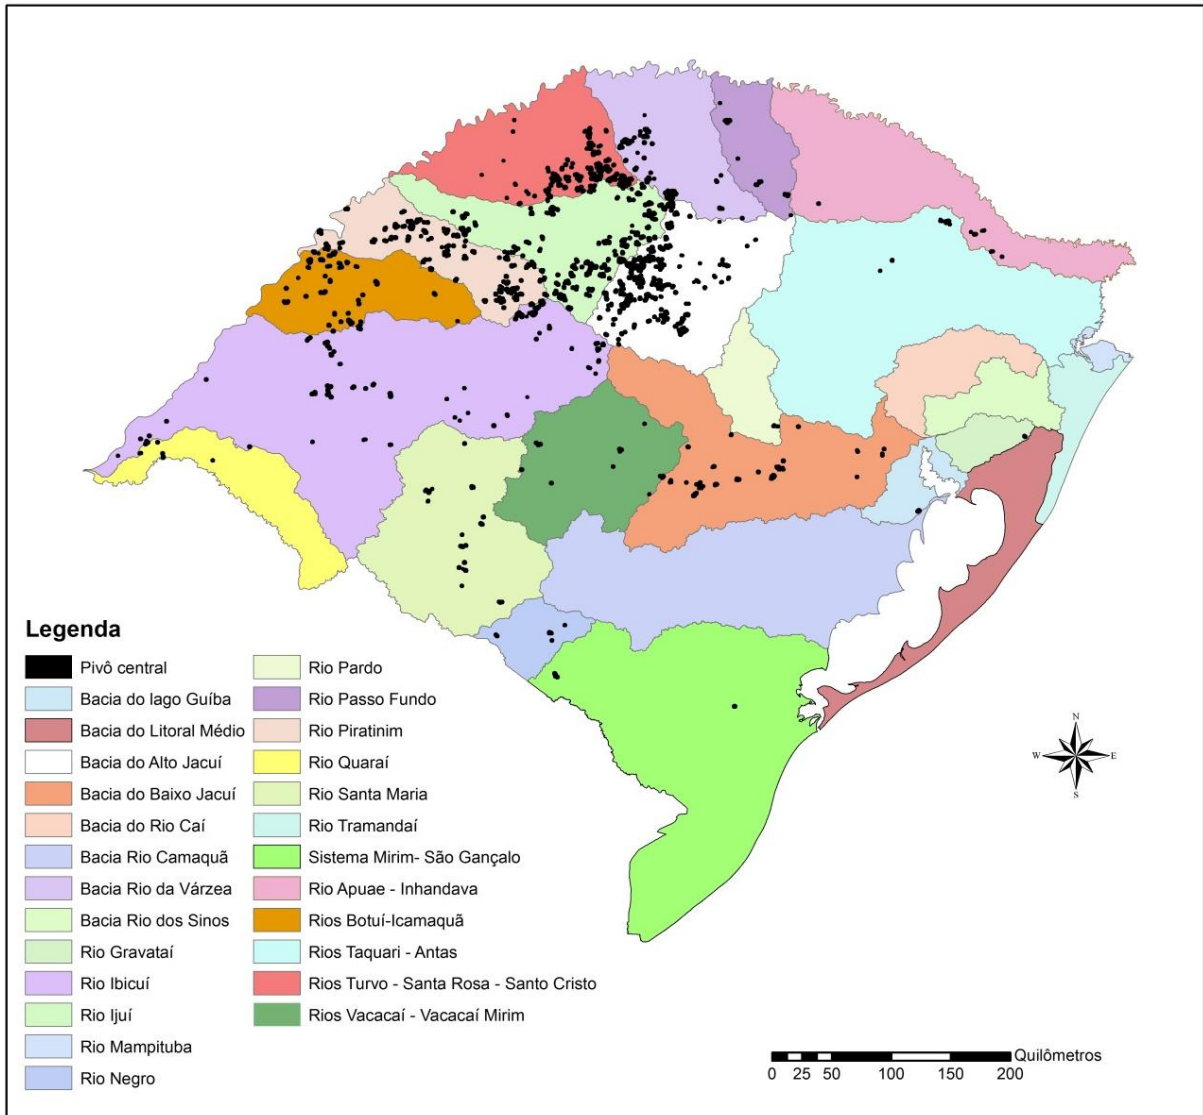 N
W E
S
Legenda
Pivô central
Bacia do lago Guíba
Bacia do Litoral Médio
Bacia do Alto Jacuí
Bacia do Baixo Jacuí
Bacia do Rio Caí
Bacia Rio Camaquã
Bacia Rio da Várzea
Bacia Rio dos Sinos
Rio Gravataí
Rio Ibicuí
Rio Ijuí
Rio Mampituba
Rio Negro
Rio Pardo
Rio Passo Fundo
Rio Piratinim
Rio Quaraí
Rio Santa Maria
Rio Tramandaí
Sistema Mirim- São Gançalo
Rio Apuae - Inhandava
Rios Botuí-Icamaquã
Rios Taquari - Antas
Rios Turvo - Santa Rosa - Santo Cristo
Rios Vacacaí - Vacacaí Mirim
Quilômetros
0 25 50 100 150 200